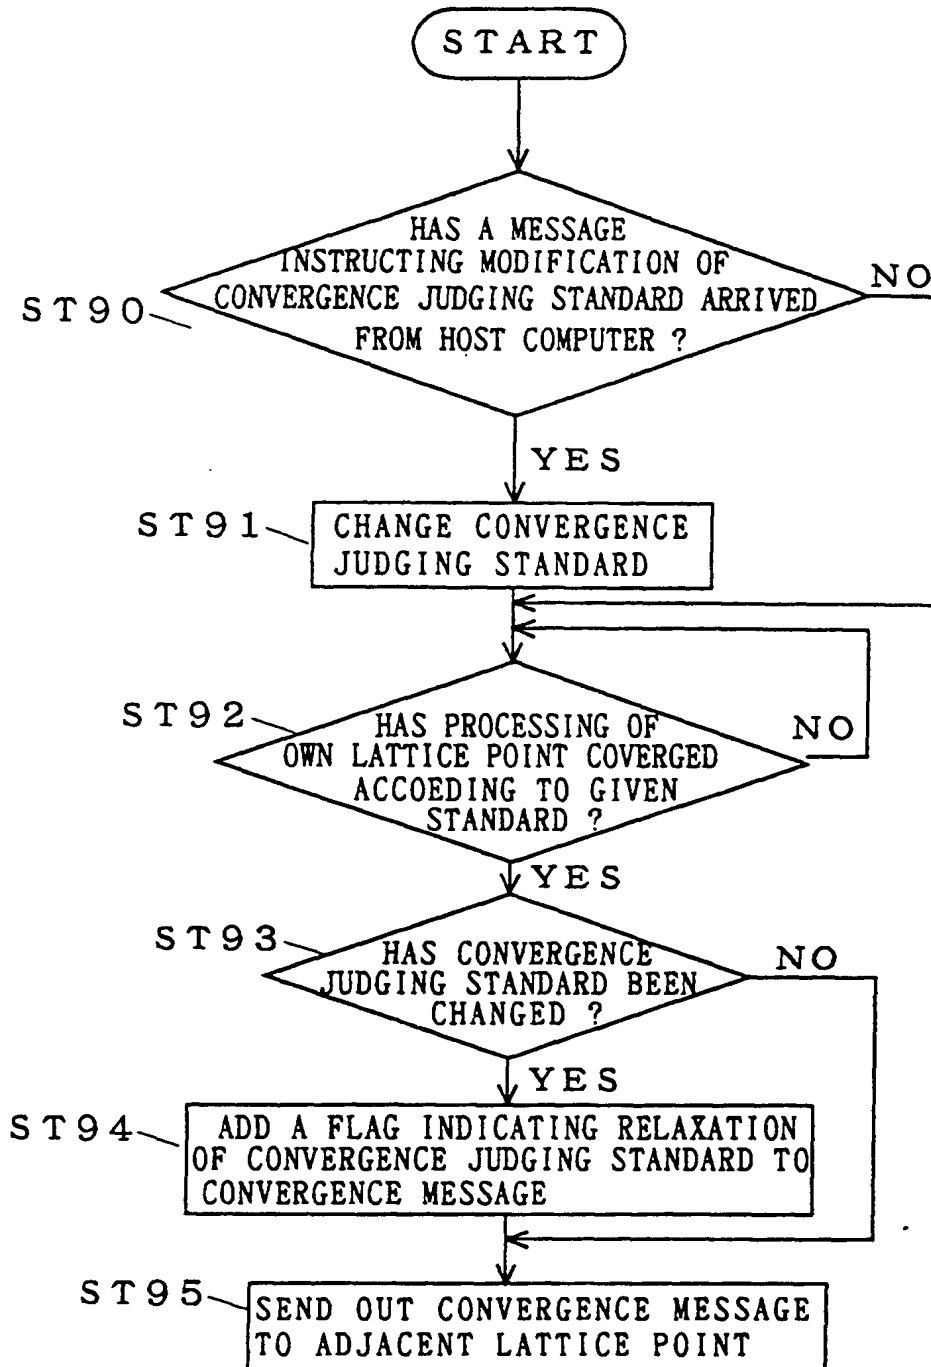 START
HAS A MESSAGE
INSTRUCTING MODIFICATION OF
CONVERGENCE JUDGING STANDARD ARRIVED
FROM HOST COMPUTER ?
NO
ST90
YES
ST91
CHANGE CONVERGENCE
JUDGING STANDARD
ST92
HAS PROCESSING OF
OWN LATTICE POINT COVERGED
ACCOEDING TO GIVEN
STANDARD ?
NO
YES
ST93
HAS CONVERGENCE
JUDGING STANDARD BEEN
CHANGED ?
NO
YES
ST94
ADD A FLAG INDICATING RELAXATION
OF CONVERGENCE JUDGING STANDARD TO
CONVERGENCE MESSAGE
ST95
SEND OUT CONVERGENCE MESSAGE
TO ADJACENT LATTICE POINT